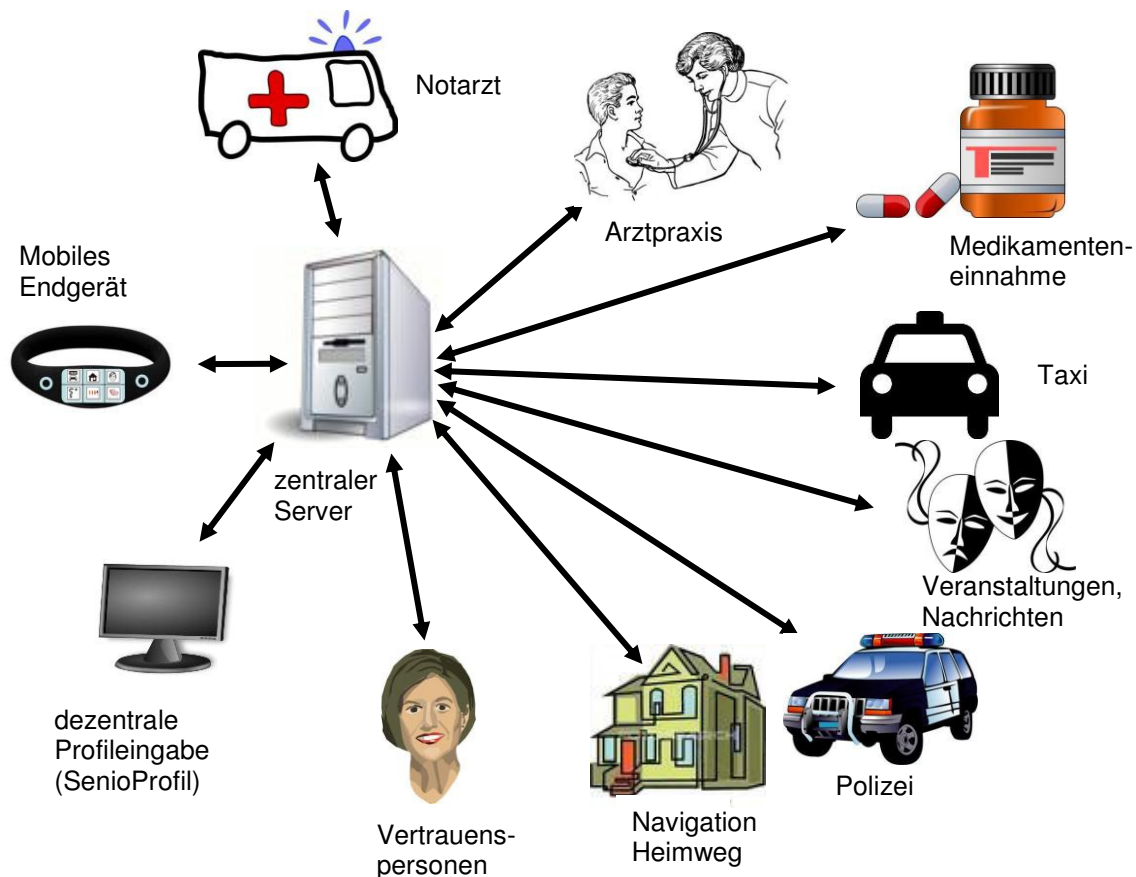 Notarzt
Arztpraxis
Medikamenten-
einnahme
Mobiles
Endgerät
Taxi
zentraler
Server
Veranstaltungen,
Nachrichten
dezentrale
Profileingabe
(SenioProfil)
Vertrauens-
personen
Navigation
Heimweg
Polizei